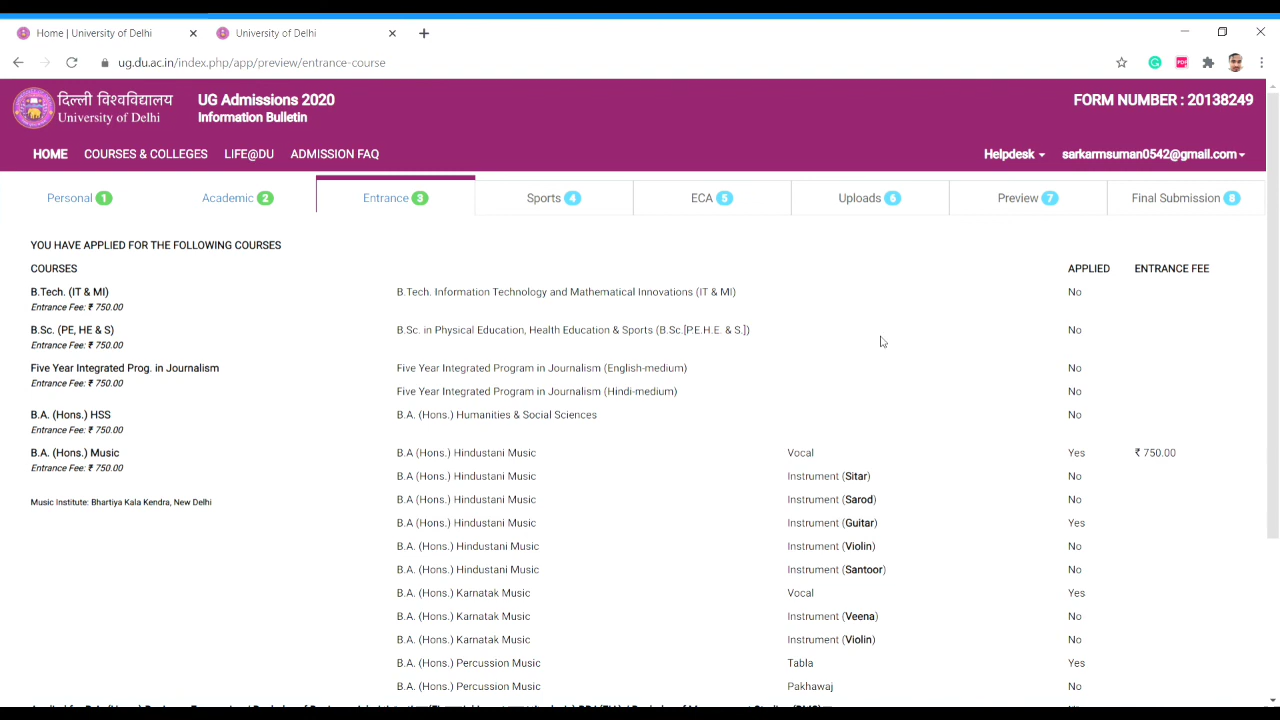 Home | University of Delhi
University of Delhi
ug.du.ac.in/index.php/app/preview/entrance-course
दिल्ली विश्वविद्यालय
University of Delhi
UG Admissions 2020
Information Bulletin
FORM NUMBER : 20138249
HOME COURSES & COLLEGES LIFE@DU ADMISSION FAQ Helpdesk sarkarmsuman0542@gmail.com
Personal 1 Academic 2 Entrance 3 Sports 4 ECA 5 Uploads 6 Preview 7 Final Submission 8
YOU HAVE APPLIED FOR THE FOLLOWING COURSES
COURSES APPLIED ENTRANCE FEE
B.Tech. (IT & MI) B.Tech. Information Technology and Mathematical Innovations (IT & MI) No
Entrance Fee: ₹ 750.00
B.Sc. (PE, HE & S) B.Sc. in Physical Education, Health Education & Sports (B.Sc.[P.E.H.E. & S.]) No
Entrance Fee: ₹ 750.00
Five Year Integrated Prog. in Journalism Five Year Integrated Program in Journalism (English-medium) No
Entrance Fee: ₹ 750.00
Five Year Integrated Program in Journalism (Hindi-medium) No
B.A. (Hons.) HSS B.A. (Hons.) Humanities & Social Sciences No
Entrance Fee: ₹ 750.00
B.A. (Hons.) Music B.A (Hons.) Hindustani Music Vocal Yes ₹ 750.00
Entrance Fee: ₹ 750.00
B.A (Hons.) Hindustani Music Instrument (Sitar) No
Music Institute: Bhartiya Kala Kendra, New Delhi B.A (Hons.) Hindustani Music Instrument (Sarod) No
B.A (Hons.) Hindustani Music Instrument (Guitar) Yes
B.A. (Hons.) Hindustani Music Instrument (Violin) No
B.A. (Hons.) Hindustani Music Instrument (Santoor) No
B.A. (Hons.) Karnatak Music Vocal Yes
B.A. (Hons.) Karnatak Music Instrument (Veena) No
B.A. (Hons.) Karnatak Music Instrument (Violin) No
B.A. (Hons.) Percussion Music Tabla Yes
B.A. (Hons.) Percussion Music Pakhawaj No